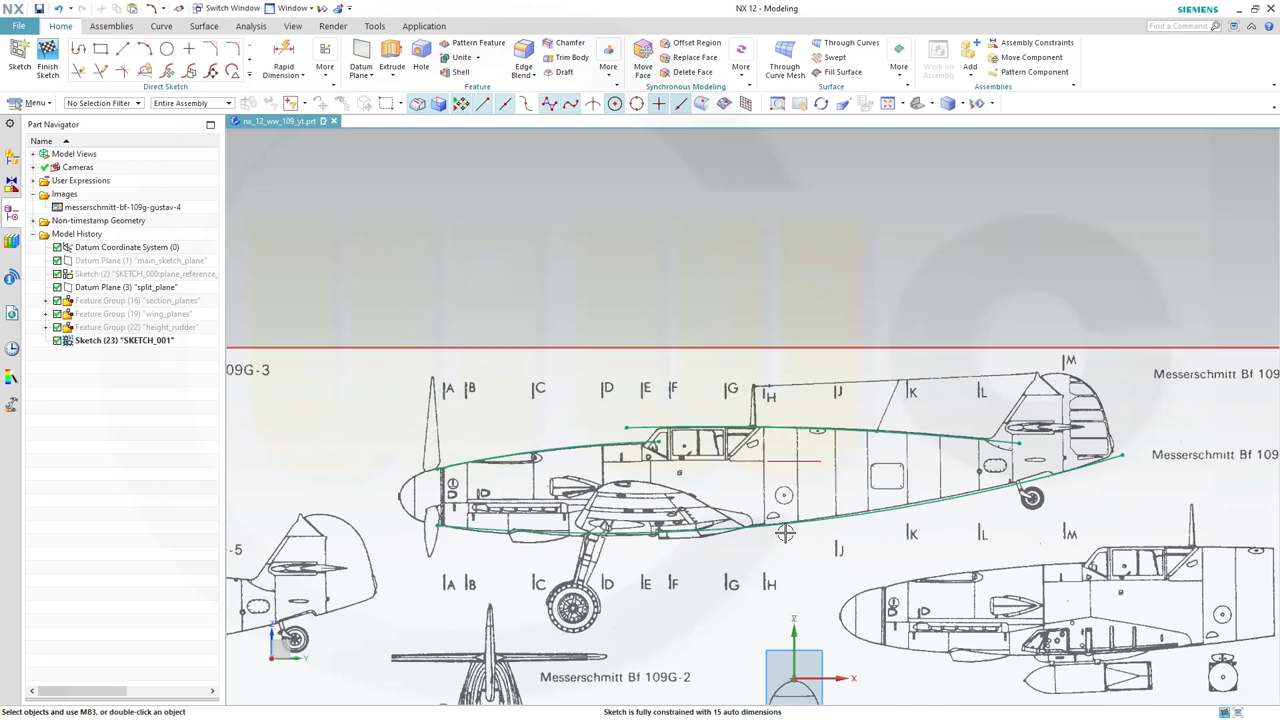 NX
Switch Window
Window
NX 12 - Modeling
SIEMENS
File
Home
Assemblies
Curve
Surface
Analysis
View
Render
Tools
Application
Find a Command
Sketch
Finish Sketch
Rapid Dimension
More
Direct Sketch
Datum Plane
Extrude
Hole
Pattern Feature
Unite
Shell
Edge Blend
Chamfer
Trim Body
Draft
More
Feature
Move Face
Offset Region
Replace Face
Delete Face
More
Synchronous Modeling
Through Curve Mesh
Through Curves
Swept
Fill Surface
More
Surface
Work on Assembly
Add
Assembly Constraints
Move Component
Pattern Component
Assemblies
Menu
No Selection Filter
Entire Assembly
Part Navigator
nx_12_ww_109_yt.prt
Name
Model Views
Cameras
User Expressions
Images
messerschmitt-bf-109g-gustav-4
Non-timestamp Geometry
Model History
Datum Coordinate System (0)
Datum Plane (1) "main_sketch_plane"
Sketch (2) "SKETCH_000:plane_reference_
Datum Plane (3) "split_plane"
Feature Group (16) "section_planes"
Feature Group (19) "wing_planes"
Feature Group (22) "height_rudder"
Sketch (23) "SKETCH_001"
09G-3
A B C D E F G H J K L M
Messerschmitt Bf 109
Messerschmitt Bf 109
-5
J K L M
A B C D E F G H
Z
Y
Messerschmitt Bf 109G-2
Z
X
Select objects and use MB3, or double-click an object
Sketch is fully constrained with 15 auto dimensions